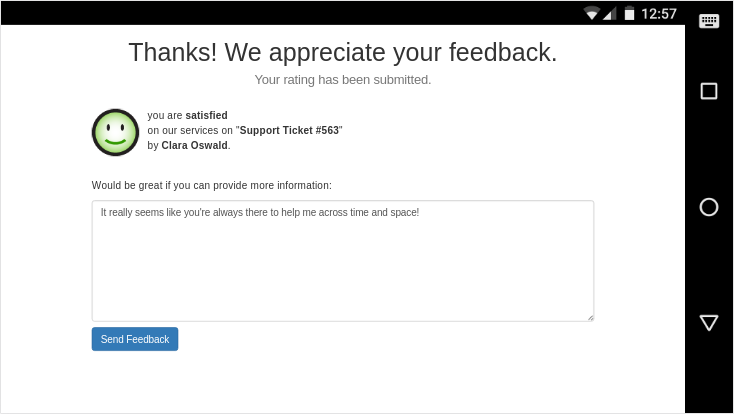 12:57
Thanks! We appreciate your feedback.
Your rating has been submitted.
you are satisfied
on our services on "Support Ticket #563"
by Clara Oswald.
Would be great if you can provide more information:
It really seems like you're always there to help me across time and space!
Send Feedback